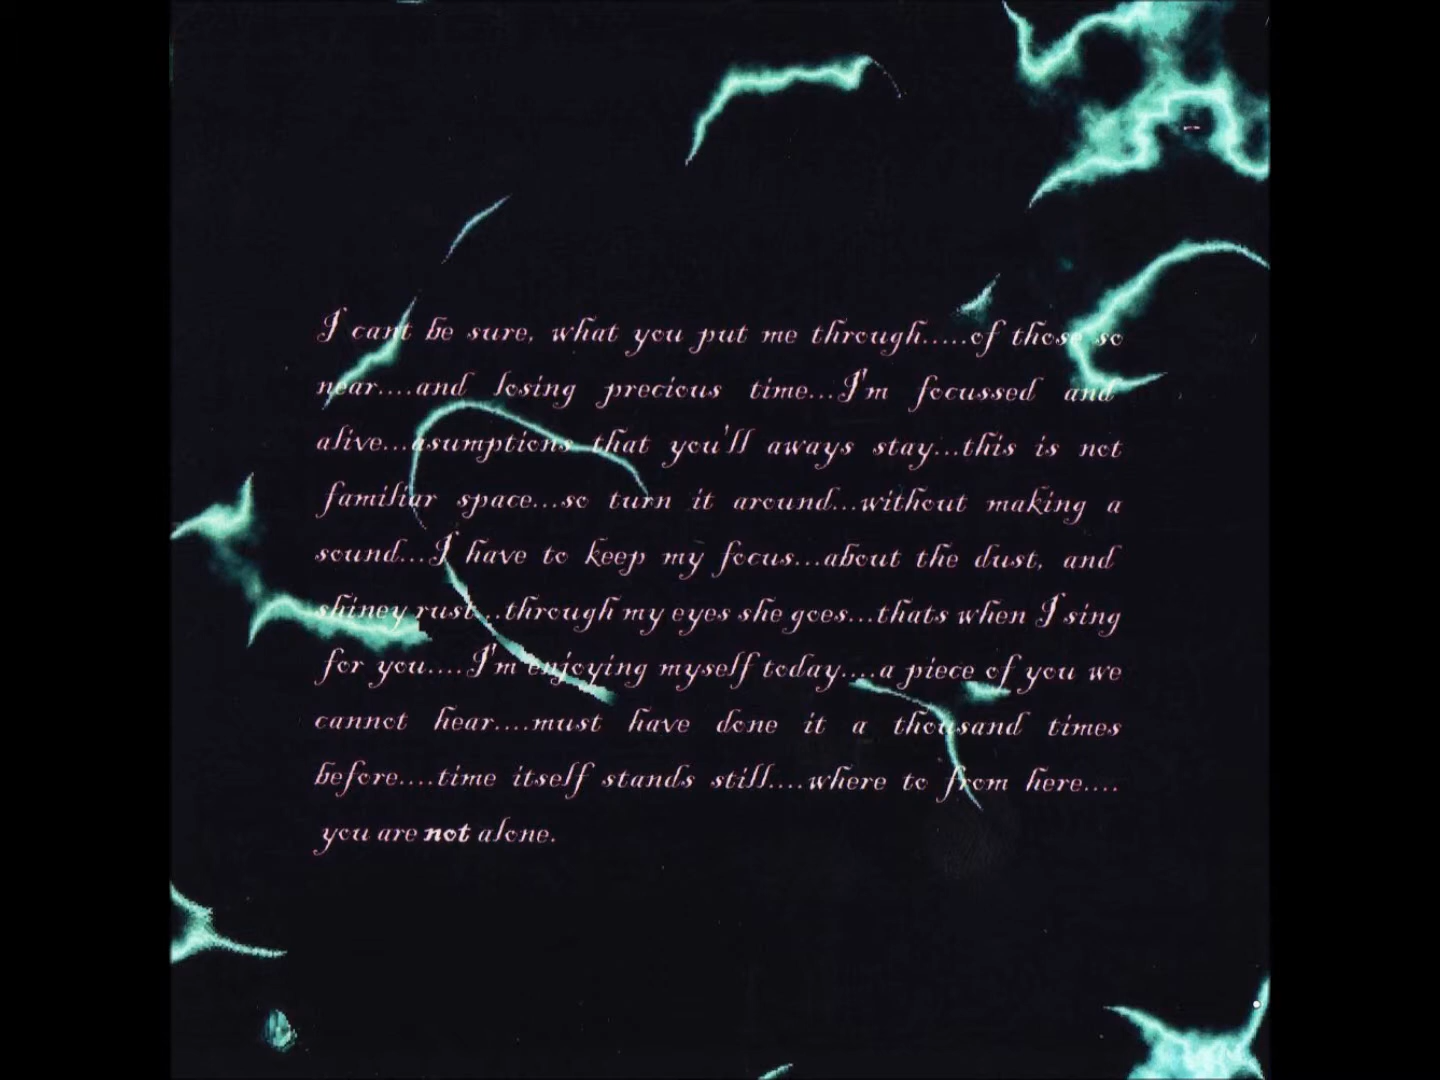 I cant be sure, what you put me through.....of those so
near....and losing precious time...I'm focussed and
alive...asumptions that you'll aways stay...this is not
familiar space...so turn it around...without making a
sound...I have to keep my focus...about the dust, and
shiney rust...through my eyes she goes...thats when I sing
for you....I'm enjoying myself today....a piece of you we
cannot hear....must have done it a thousand times
before....time itself stands still....where to from here....
you are not alone.